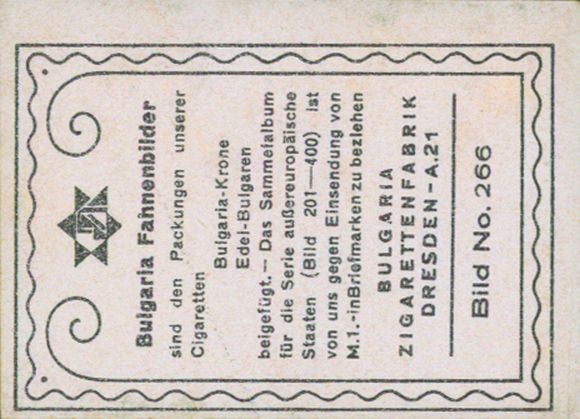 Bulgaria Fahnenbilder
sind den Packungen unserer
Cigaretten
Bulgaria-Krone
Edel-Bulgaren
beigefügt.— Das Sammelalbum
für die Serie außereuropäische
Staaten (Bild 201—400) ist
von uns gegen Einsendung von
M.1.-inBriefmarken zu beziehen
BULGARIA
ZIGARETTENFABRIK
DRESDEN-A.21
Bild No. 266